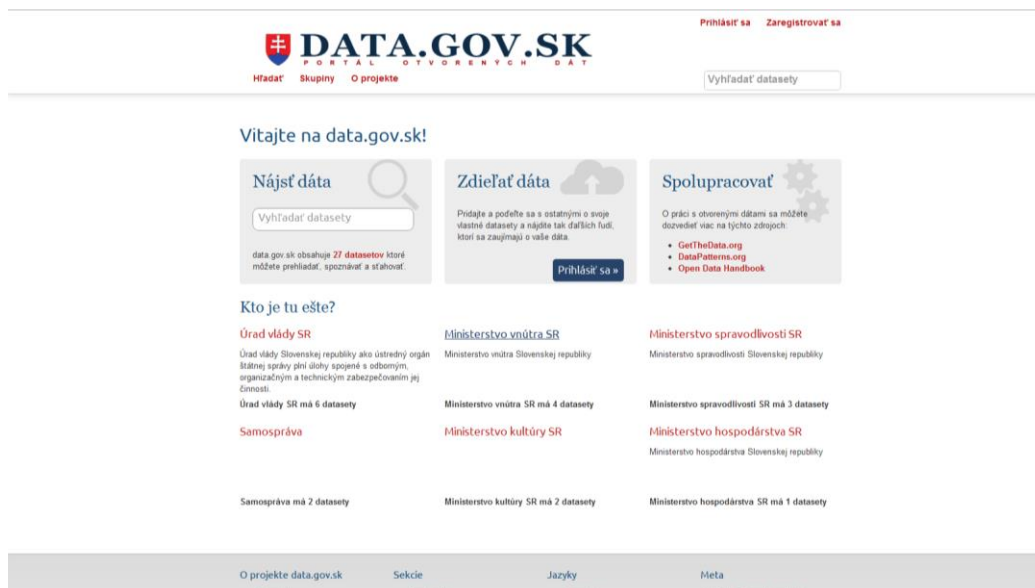 Prihlásiť sa Zaregistrovať sa
DATA.GOV.SK
PORTÁL OTVORENÝCH DÁT
Hľadať Skupiny O projekte
Vyhľadať datasety
Vitajte na data.gov.sk!
Nájsť dáta
Vyhľadať datasety
data.gov.sk obsahuje 27 datasetov ktoré
môžete prehliadať, spoznávať a sťahovať.
Zdieľať dáta
Pridajte a podeľte sa s ostatnými o svoje
vlastné datasety a nájdite tak ďalších ľudí,
ktorí sa zaujímajú o vaše dáta.
Prihlásiť sa »
Spolupracovať
O práci s otvorenými dátami sa môžete
dozvedieť viac na týchto zdrojoch:
GetTheData.org
DataPatterns.org
Open Data Handbook
Kto je tu ešte?
Úrad vlády SR
Úrad vlády Slovenskej republiky ako ústredný orgán
štátnej správy plní úlohy spojené s odborným,
organizačným a technickým zabezpečovaním jej
činnosti.
Úrad vlády SR má 6 datasety
Ministerstvo vnútra SR
Ministerstvo vnútra Slovenskej republiky
Ministerstvo vnútra SR má 4 datasety
Ministerstvo spravodlivosti SR
Ministerstvo spravodlivosti Slovenskej republiky
Ministerstvo spravodlivosti SR má 3 datasety
Samospráva
Samospráva má 2 datasety
Ministerstvo kultúry SR
Ministerstvo kultúry SR má 2 datasety
Ministerstvo hospodárstva SR
Ministerstvo hospodárstva Slovenskej republiky
Ministerstvo hospodárstva SR má 1 datasety
O projekte data.gov.sk Sekcie Jazyky Meta